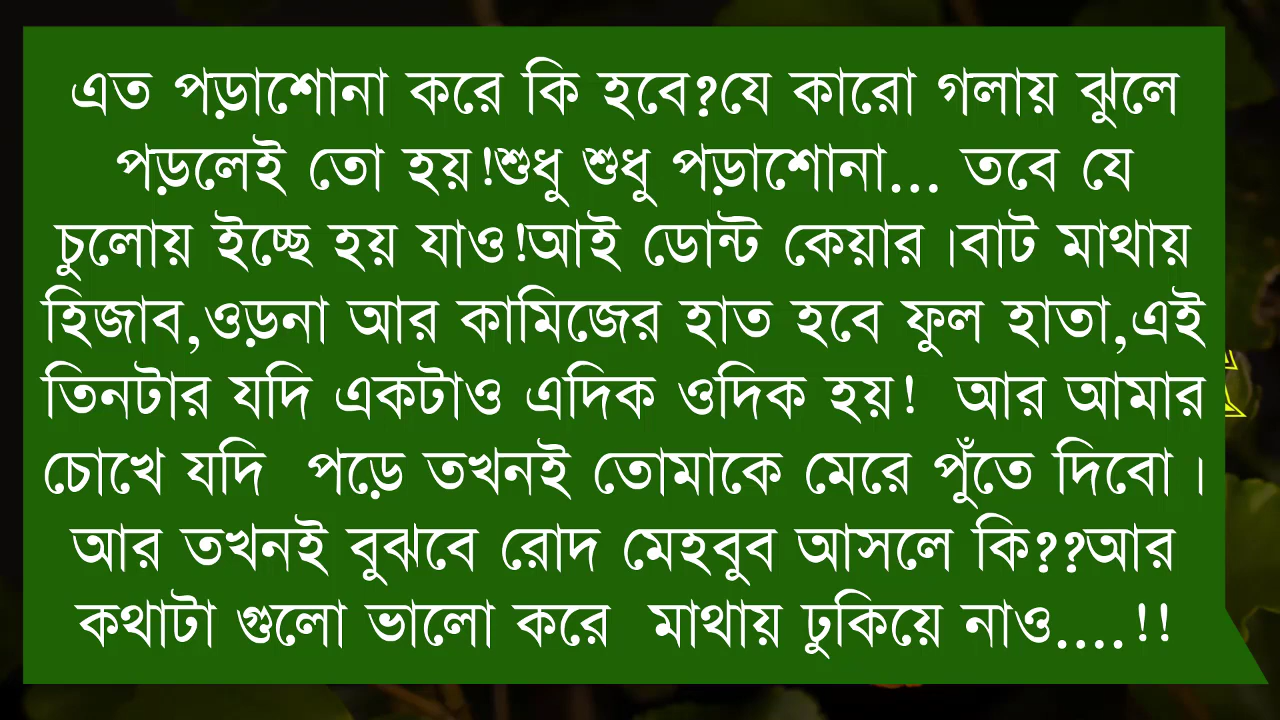 এত পড়াশোনা করে কি হবে?যে কারো গলায় ঝুলে
পড়লেই তো হয়!শুধু শুধু পড়াশোনা... তবে যে
চুলোয় ইচ্ছে হয় যাও!আই ডোন্ট কেয়ার।বাট মাথায়
হিজাব,ওড়না আর কামিজের হাত হবে ফুল হাতা,এই
তিনটার যদি একটাও এদিক ওদিক হয়! আর আমার
চোখে যদি পড়ে তখনই তোমাকে মেরে পুঁতে দিবো।
আর তখনই বুঝবে রোদ মেহবুব আসলে কি??আর
কথাটা গুলো ভালো করে মাথায় ঢুকিয়ে নাও....!!